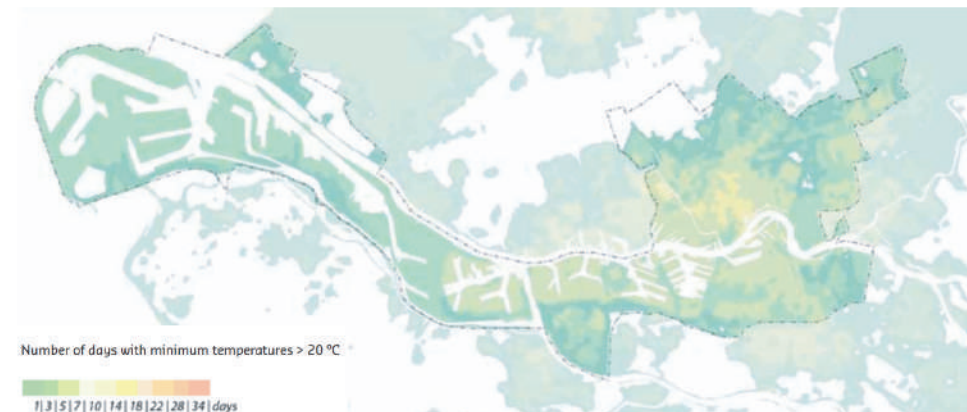 Number of days with minimum temperatures > 20 °C
1|3|5|7|10|14|18|22|28|34|days